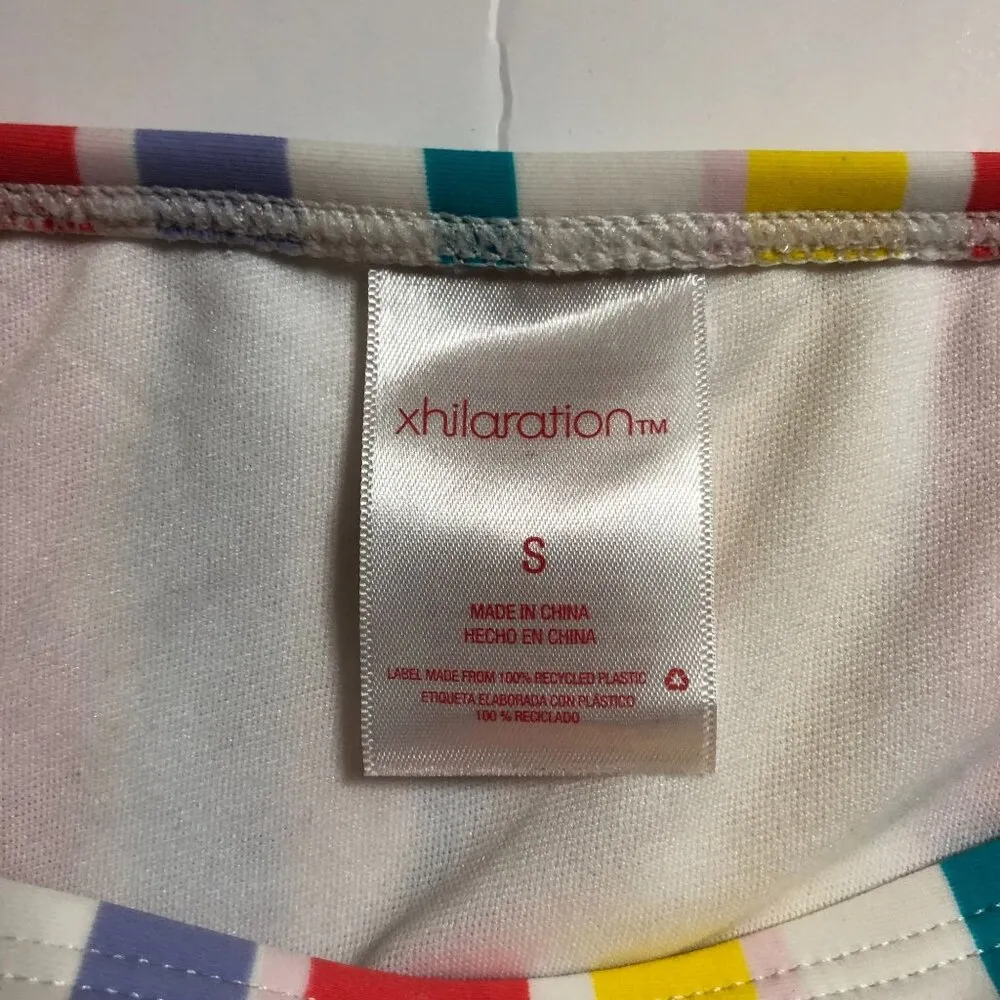 xhilaration™
S
MADE IN CHINA
HECHO EN CHINA
LABEL MADE FROM 100% RECYCLED PLASTIC
ETIQUETA ELABORADA CON PLÁSTICO
100 % RECICLADO